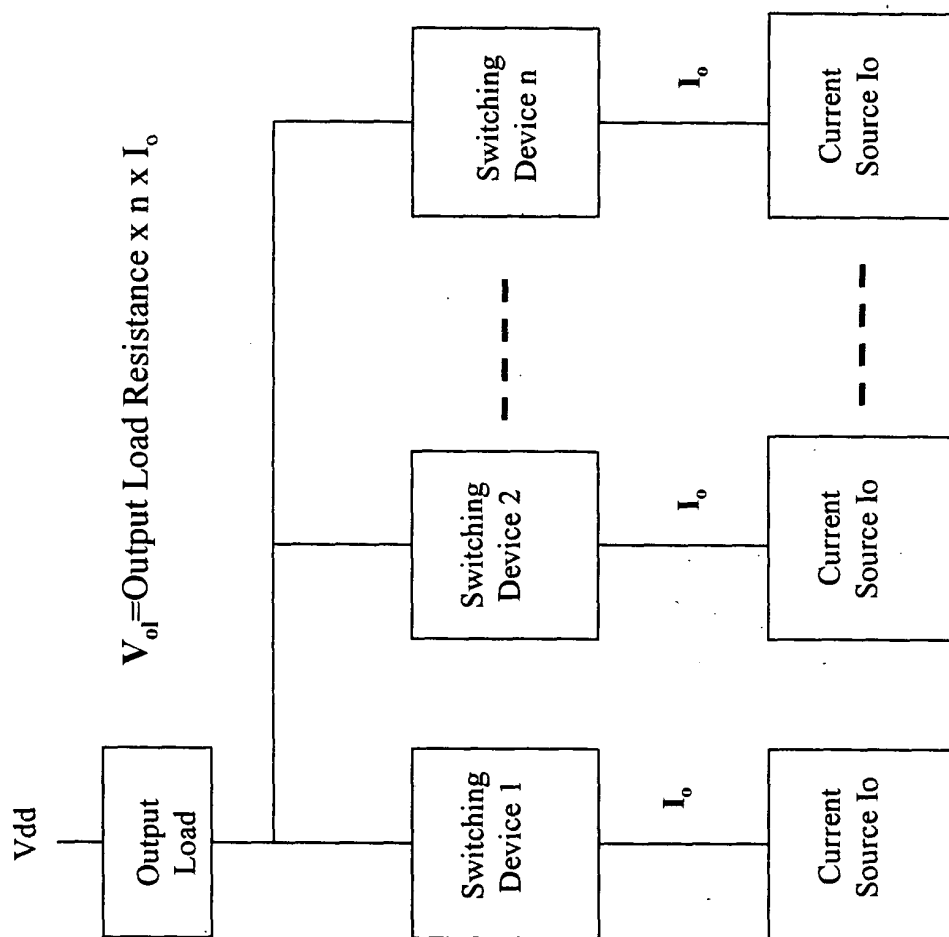 Vdd
Output
Load
Vol=Output Load Resistance x n x Io
Switching
Device 1
Switching
Device 2
Switching
Device n
Io
Io
Io
Current
Source Io
Current
Source Io
Current
Source Io